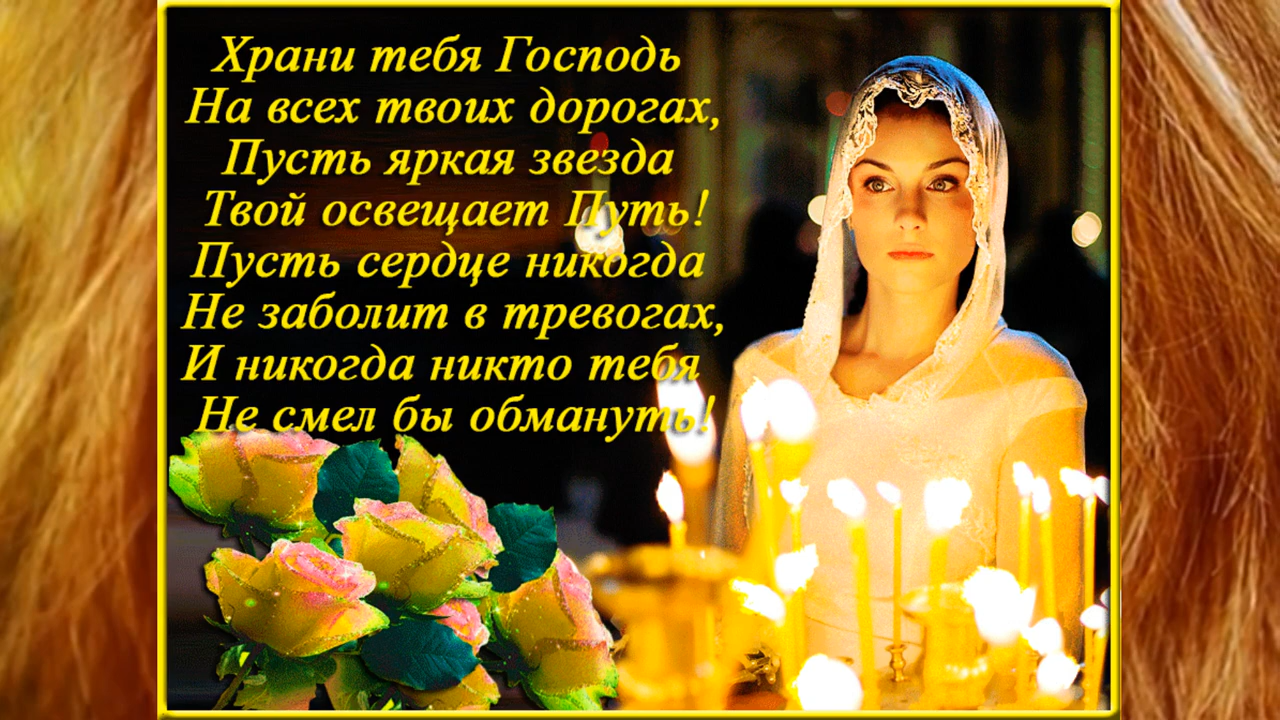 Храни тебя Господь
На всех твоих дорогах,
Пусть яркая звезда
Твой освещает Путь!
Пусть сердце никогда
Не заболит в тревогах,
И никогда никто тебя
Не смел бы обмануть!